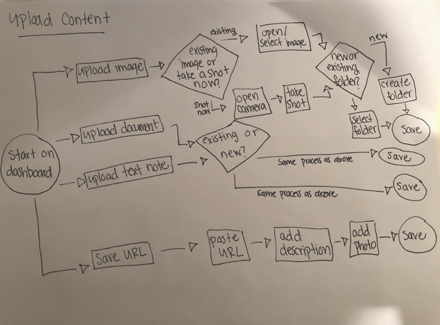 Upload Content
existing
open/
select image
new
upload image
existing
image or
take a shot
now?
new or
existing
folder?
create
folder
shot
now
open
camera
take
shot
select
folder
save
upload document
existing or
new?
Start on
dashboard
same process as above
save
upload text note
same process as above
save
Save URL
paste
URL
add
description
add
photo
save